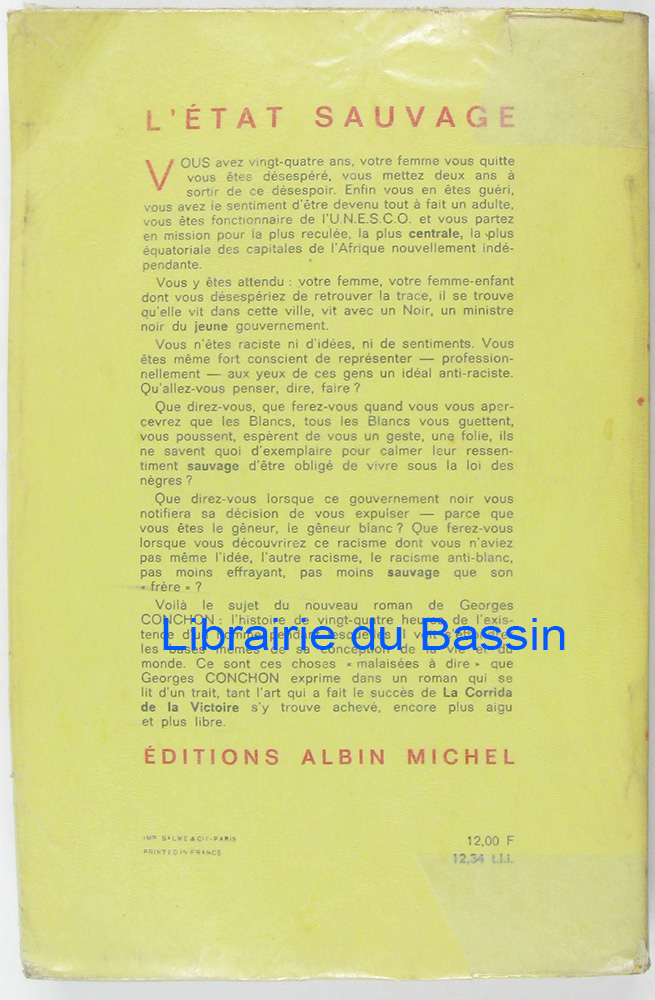 L'ÉTAT SAUVAGE
VOUS avez vingt-quatre ans, votre femme vous quitte
vous êtes désespéré, vous mettez deux ans à
sortir de ce désespoir. Enfin vous en êtes guéri,
vous avez le sentiment d'être devenu tout à fait un adulte,
vous êtes fonctionnaire de l'U.N.E.S.C.O. et vous partez
en mission pour la plus reculée, la plus centrale, la plus
équatoriale des capitales de l'Afrique nouvellement indé-
pendante.
Vous y êtes attendu : votre femme, votre femme-enfant
dont vous désespériez de retrouver la trace, il se trouve
qu'elle vit dans cette ville, vit avec un Noir, un ministre
noir du jeune gouvernement.
Vous n'êtes raciste ni d'idées, ni de sentiments. Vous
êtes même fort conscient de représenter — profession-
nellement — aux yeux de ces gens un idéal anti-raciste.
Qu'allez-vous penser, dire, faire ?
Que direz-vous, que ferez-vous quand vous vous aper-
cevrez que les Blancs, tous les Blancs vous guettent,
vous poussent, espèrent de vous un geste, une folie, ils
ne savent quoi d'exemplaire pour calmer leur ressen-
timent sauvage d'être obligé de vivre sous la loi des
nègres ?
Que direz-vous lorsque ce gouvernement noir vous
notifiera sa décision de vous expulser — parce que
vous êtes le gêneur, le gêneur blanc ? Que ferez-vous
lorsque vous découvrirez ce racisme dont vous n'aviez
pas même l'idée, l'autre racisme, le racisme anti-blanc,
pas moins effrayant, pas moins sauvage que son
« frère » ?
Voilà le sujet du nouveau roman de Georges
CONCHON : l'histoire de vingt-quatre heures de l'exis-
tence d'un homme pendant lesquelles il
Librairie du Bassin
les bases mêmes de sa conception de la vie et du
monde. Ce sont ces choses « malaisées à dire » que
Georges CONCHON exprime dans un roman qui se
lit d'un trait, tant l'art qui a fait le succès de La Corrida
de la Victoire s'y trouve achevé, encore plus aigu
et plus libre.
ÉDITIONS ALBIN MICHEL
IMP. BALME & Cie-PARIS
PRINTED IN FRANCE
12,00 F
12,34 t.l.i.